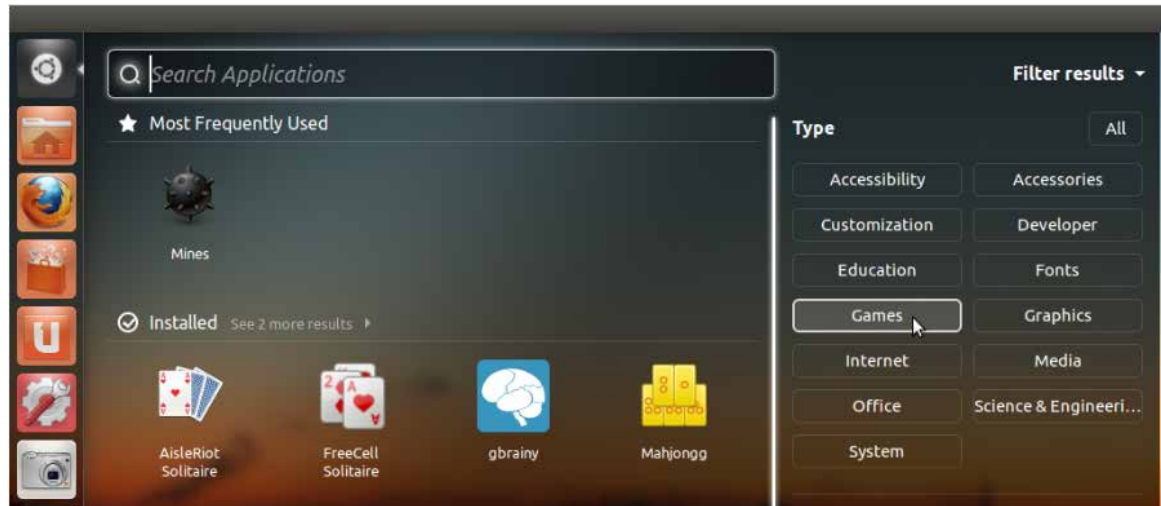 Search Applications
Filter results
Most Frequently Used
Mines
Installed See 2 more results
AisleRiot
Solitaire
FreeCell
Solitaire
gbrainy
Mahjongg
Type All
Accessibility Accessories
Customization Developer
Education Fonts
Games Graphics
Internet Media
Office Science & Engineeri...
System